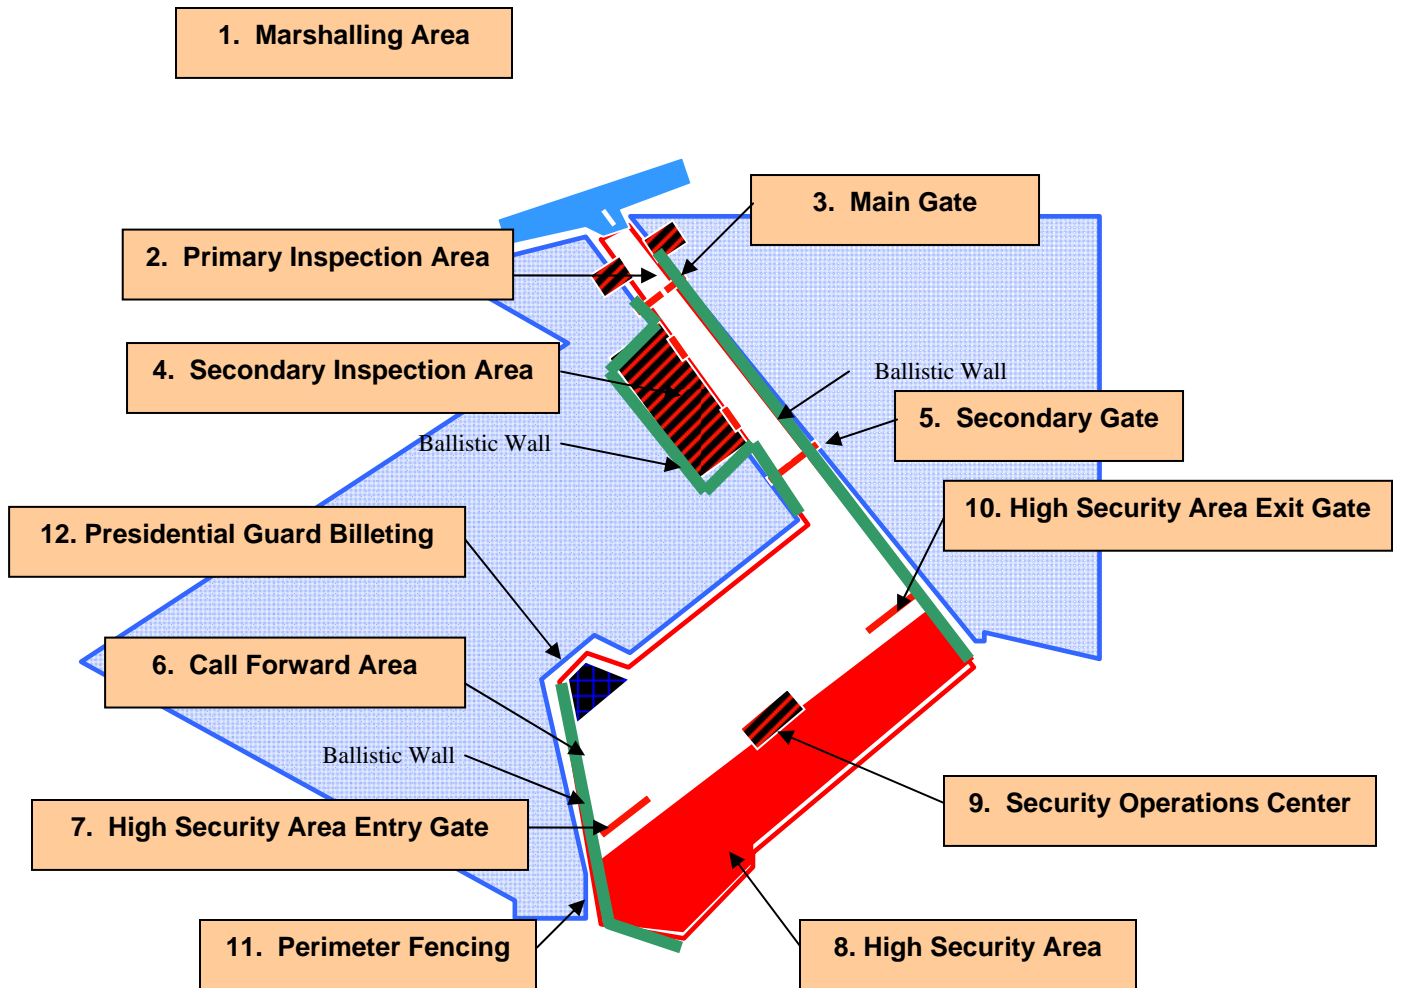 1. Marshalling Area
3. Main Gate
2. Primary Inspection Area
4. Secondary Inspection Area
Ballistic Wall
5. Secondary Gate
Ballistic Wall
10. High Security Area Exit Gate
12. Presidential Guard Billeting
6. Call Forward Area
Ballistic Wall
9. Security Operations Center
7. High Security Area Entry Gate
11. Perimeter Fencing
8. High Security Area